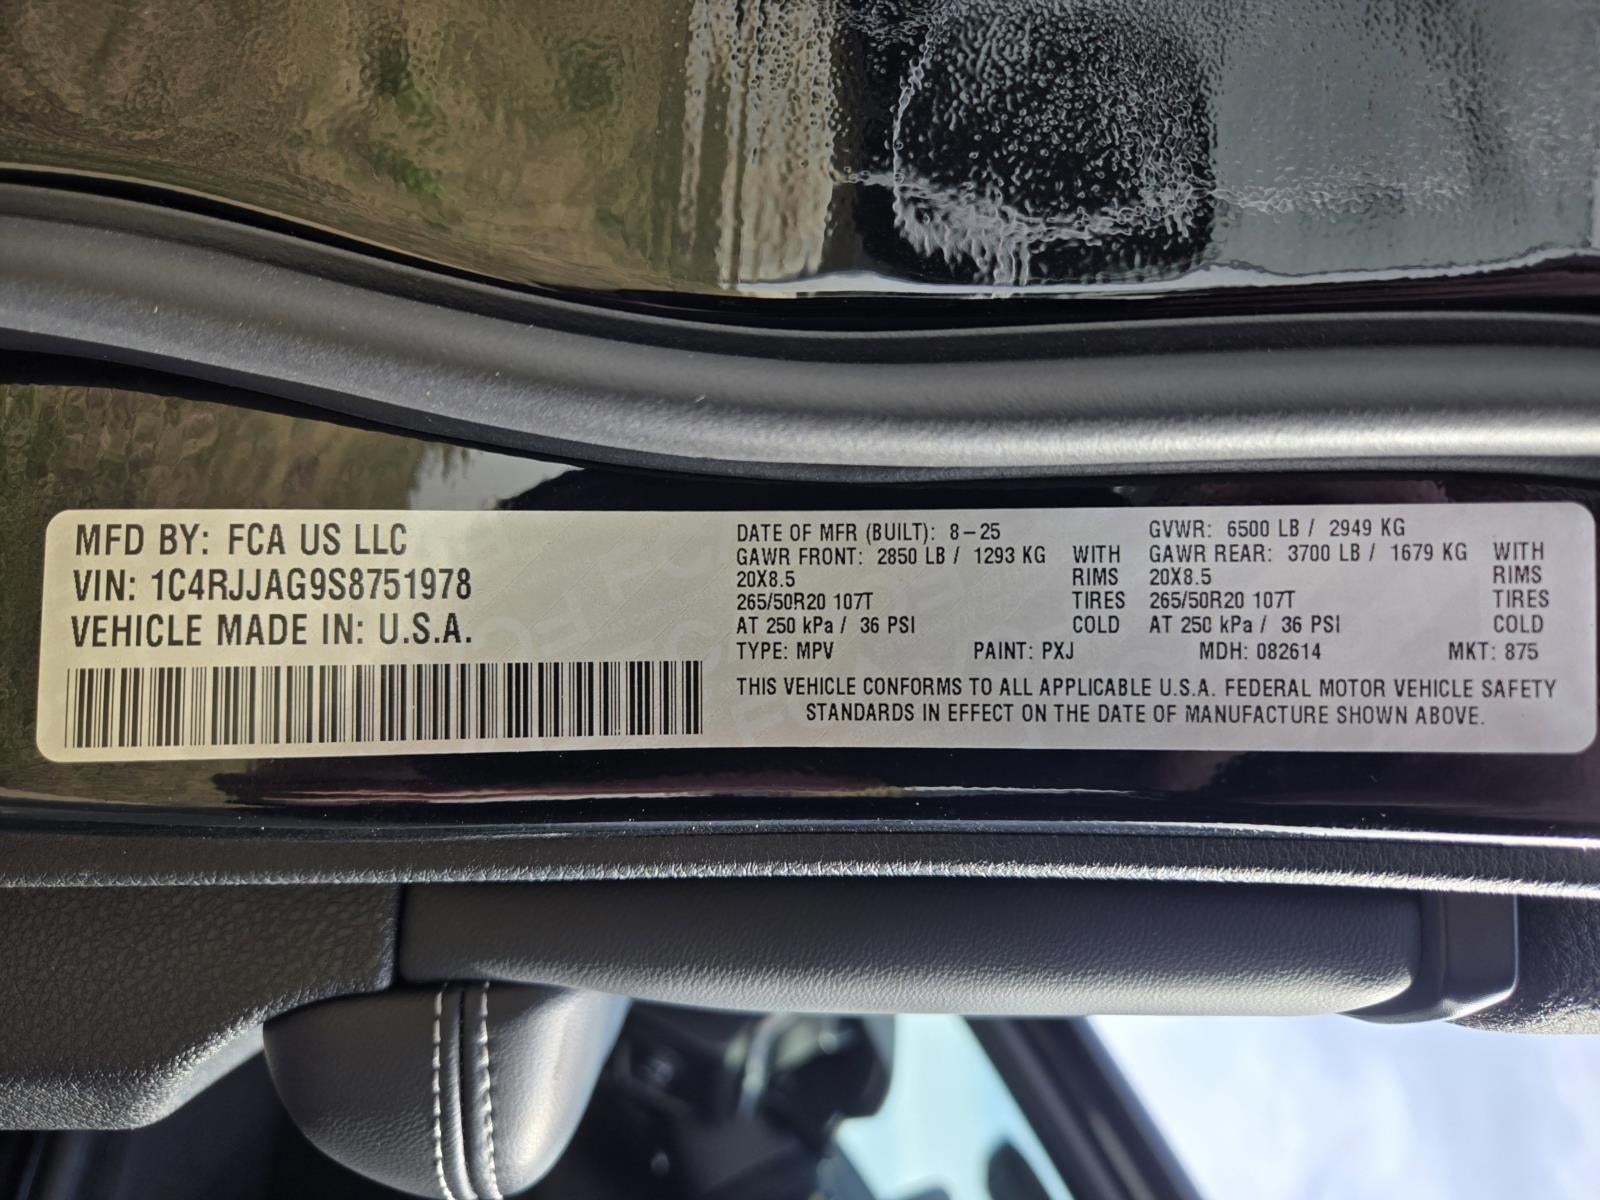 MFD BY: FCA US LLC
VIN: 1C4RJJAG9S8751978
VEHICLE MADE IN: U.S.A.
DATE OF MFR (BUILT): 8-25
GAWR FRONT: 2850 LB / 1293 KG WITH
20X8.5 RIMS
265/50R20 107T TIRES
AT 250 kPa / 36 PSI COLD
GVWR: 6500 LB / 2949 KG
GAWR REAR: 3700 LB / 1679 KG WITH
20X8.5 RIMS
265/50R20 107T TIRES
AT 250 kPa / 36 PSI COLD
TYPE: MPV PAINT: PXJ MDH: 082614 MKT: 875
THIS VEHICLE CONFORMS TO ALL APPLICABLE U.S.A. FEDERAL MOTOR VEHICLE SAFETY
STANDARDS IN EFFECT ON THE DATE OF MANUFACTURE SHOWN ABOVE.